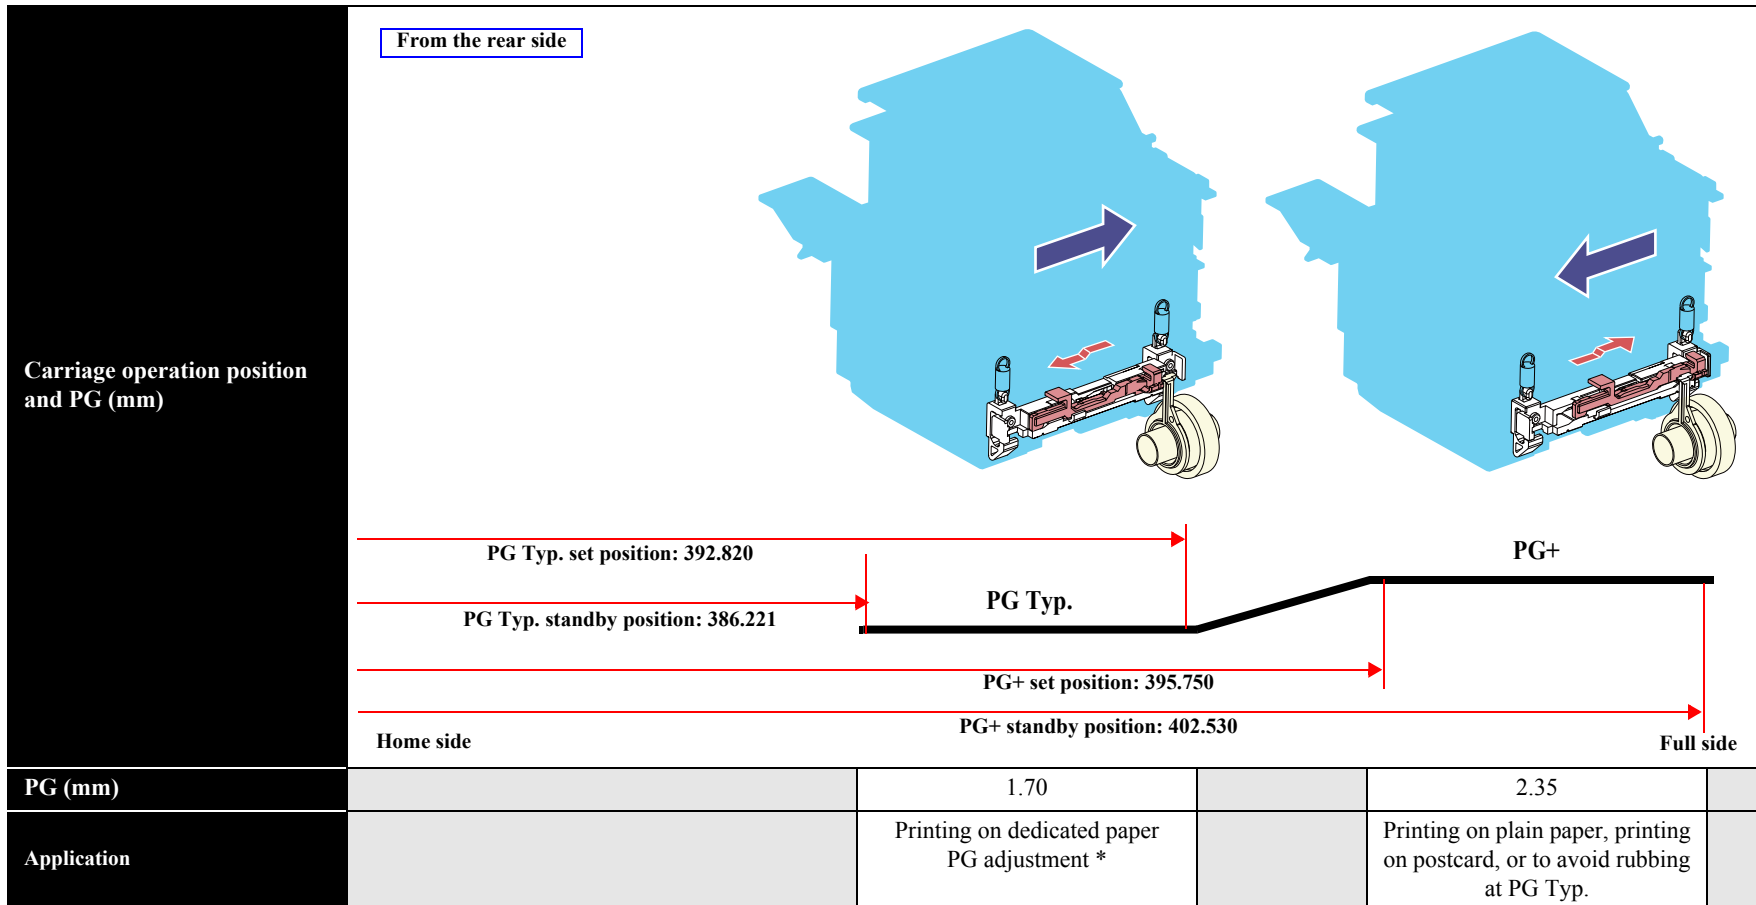 From the rear side
Carriage operation position
and PG (mm)
PG Typ. set position: 392.820
PG+
PG Typ.
PG Typ. standby position: 386.221
PG+ set position: 395.750
PG+ standby position: 402.530
Home side
Full side
PG (mm)
1.70
2.35
Application
Printing on dedicated paper
PG adjustment *
Printing on plain paper, printing
on postcard, or to avoid rubbing
at PG Typ.